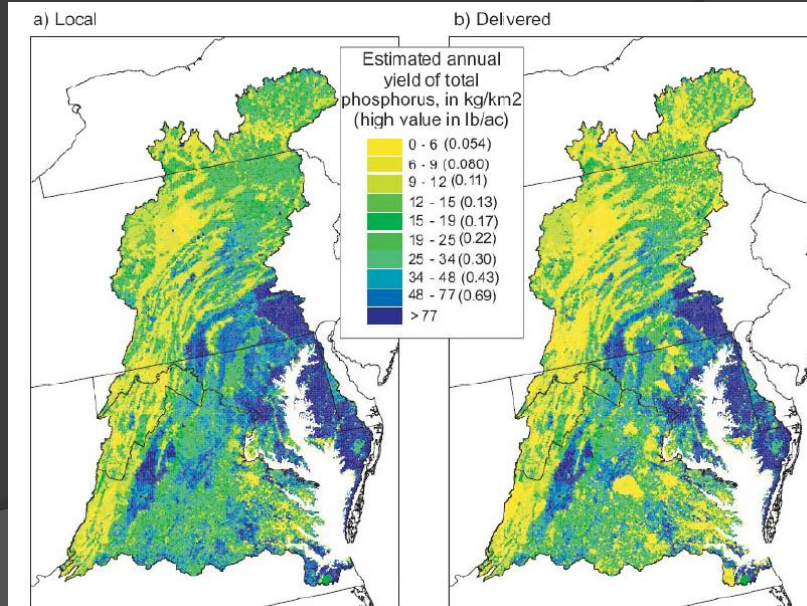 a) Local
b) Delivered
Estimated annual
yield of total
phosphorus, in kg/km2
(high value in lb/ac)
0 - 6 (0.054)
6 - 9 (0.080)
9 - 12 (0.11)
12 - 15 (0.13)
15 - 19 (0.17)
19 - 25 (0.22)
25 - 34 (0.30)
34 - 48 (0.43)
48 - 77 (0.69)
> 77